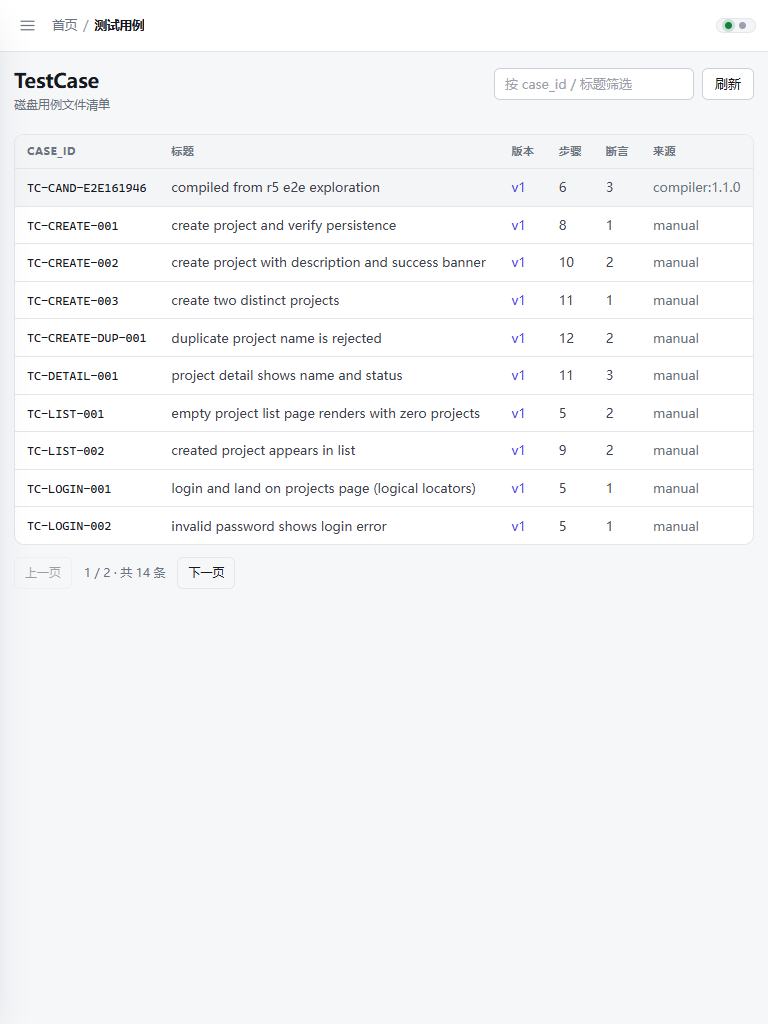 首页 / 测试用例
TestCase
磁盘用例文件清单
按 case_id / 标题筛选 刷新
CASE_ID 标题 版本 步骤 断言 来源
TC-CAND-E2E161946 compiled from r5 e2e exploration v1 6 3 compiler:1.1.0
TC-CREATE-001 create project and verify persistence v1 8 1 manual
TC-CREATE-002 create project with description and success banner v1 10 2 manual
TC-CREATE-003 create two distinct projects v1 11 1 manual
TC-CREATE-DUP-001 duplicate project name is rejected v1 12 2 manual
TC-DETAIL-001 project detail shows name and status v1 11 3 manual
TC-LIST-001 empty project list page renders with zero projects v1 5 2 manual
TC-LIST-002 created project appears in list v1 9 2 manual
TC-LOGIN-001 login and land on projects page (logical locators) v1 5 1 manual
TC-LOGIN-002 invalid password shows login error v1 5 1 manual
上一页 1 / 2 · 共 14 条 下一页